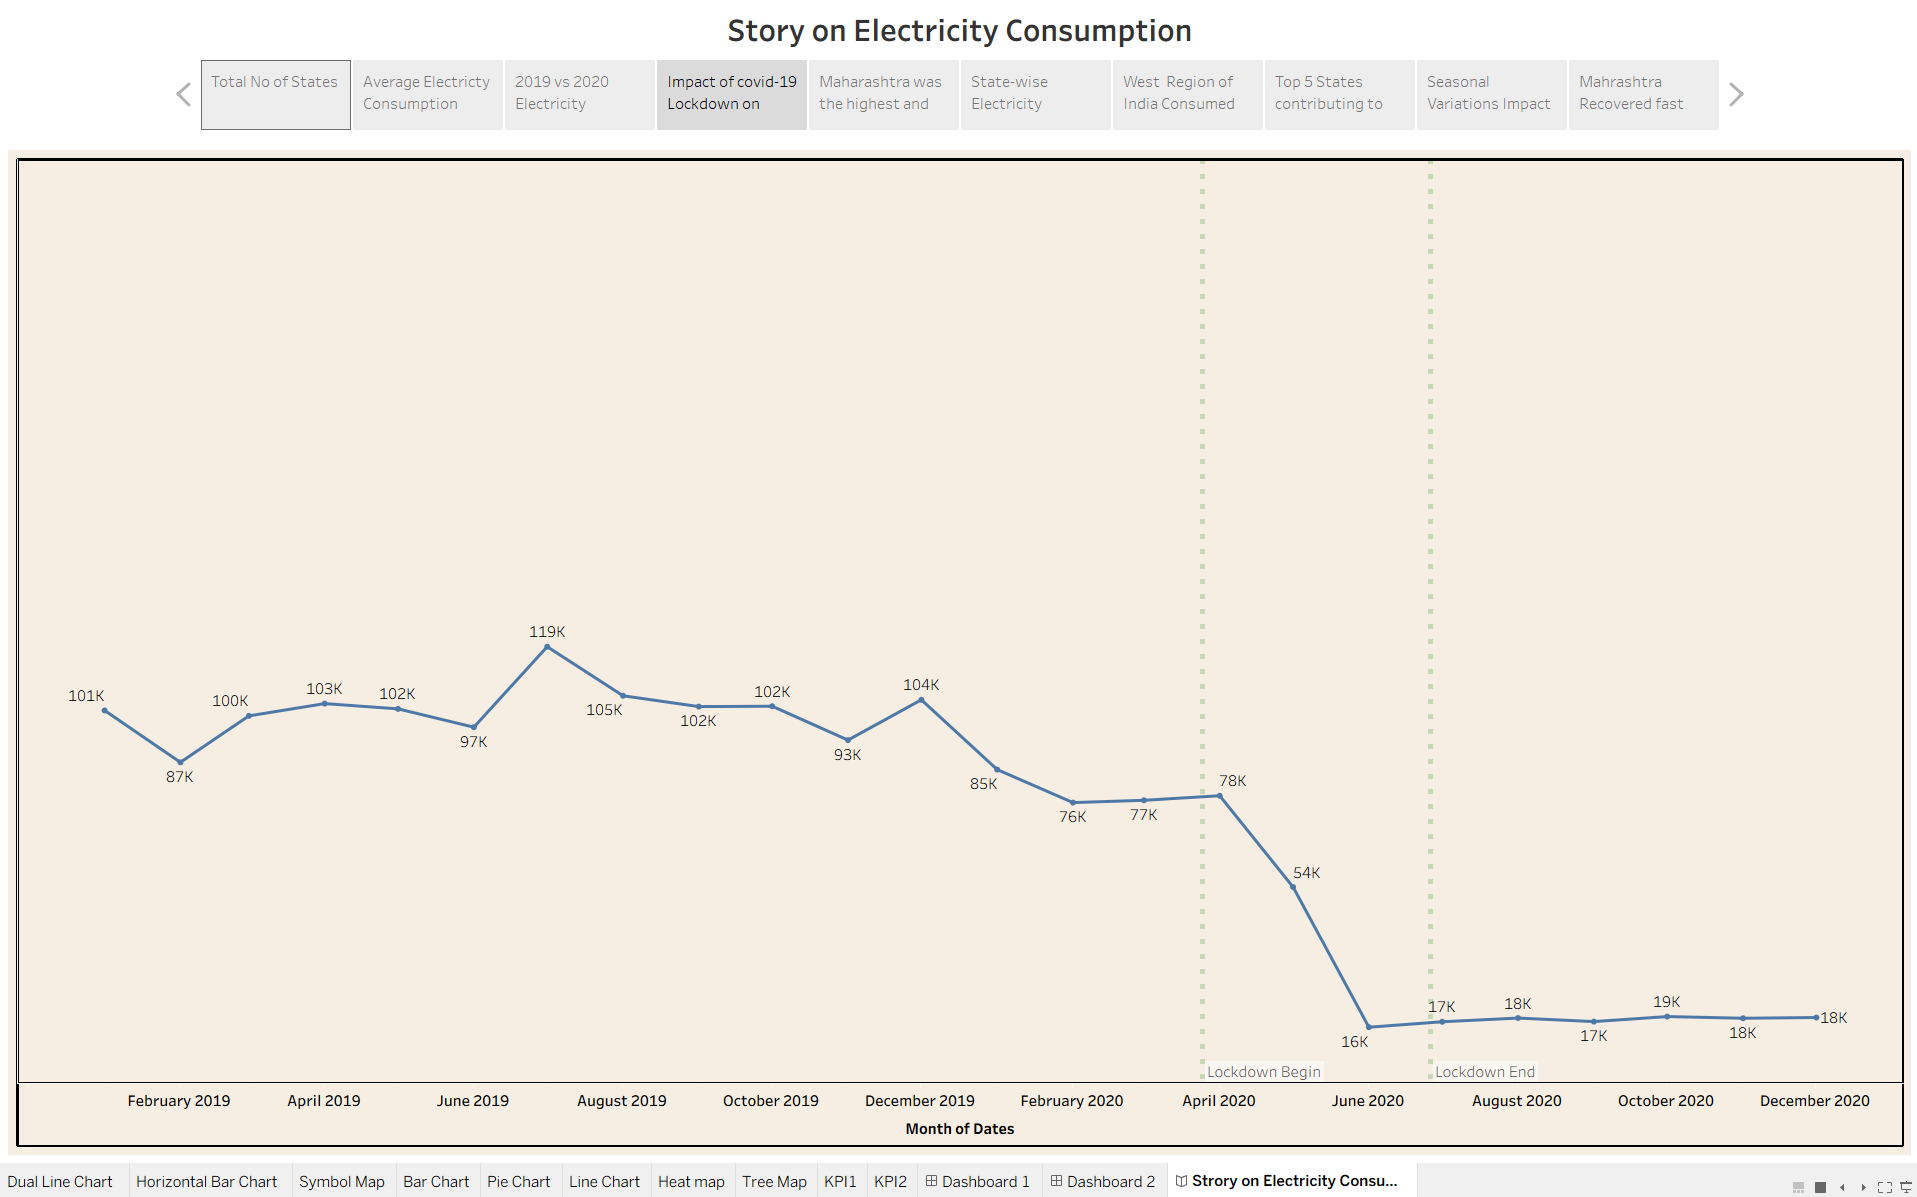 Story on Electricity Consumption
Total No of States
Average Electricty
Consumption
2019 vs 2020
Electricity
Impact of covid-19
Lockdown on
Maharashtra was
the highest and
State-wise
Electricity
West Region of
India Consumed
Top 5 States
contributing to
Seasonal
Variations Impact
Mahrashtra
Recovered fast
101K
87K
100K
103K
102K
97K
119K
105K
102K
102K
93K
104K
85K
76K
77K
78K
54K
16K
17K
18K
17K
19K
18K
18K
Lockdown Begin
Lockdown End
February 2019
April 2019
June 2019
August 2019
October 2019
December 2019
February 2020
April 2020
June 2020
August 2020
October 2020
December 2020
Month of Dates
Dual Line Chart
Horizontal Bar Chart
Symbol Map
Bar Chart
Pie Chart
Line Chart
Heat map
Tree Map
KPI1
KPI2
Dashboard 1
Dashboard 2
Strory on Electricity Consu...